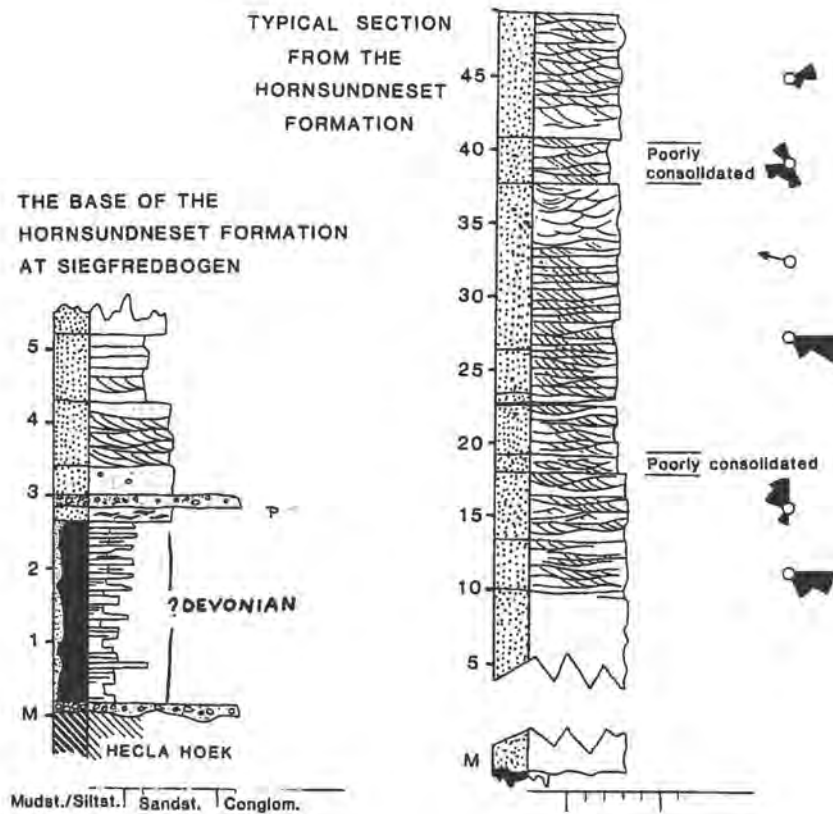 TYPICAL SECTION
FROM THE
HORNSUNDNESET
FORMATION
THE BASE OF THE
HORNSUNDNESET FORMATION
AT SIEGFREDBOGEN
5
4
3
2
1
M
P
?DEVONIAN
HECLA HOEK
Mudst./Siltst. Sandst. Conglom.
45
40
35
30
25
20
15
10
5
M
Poorly
consolidated
Poorly consolidated